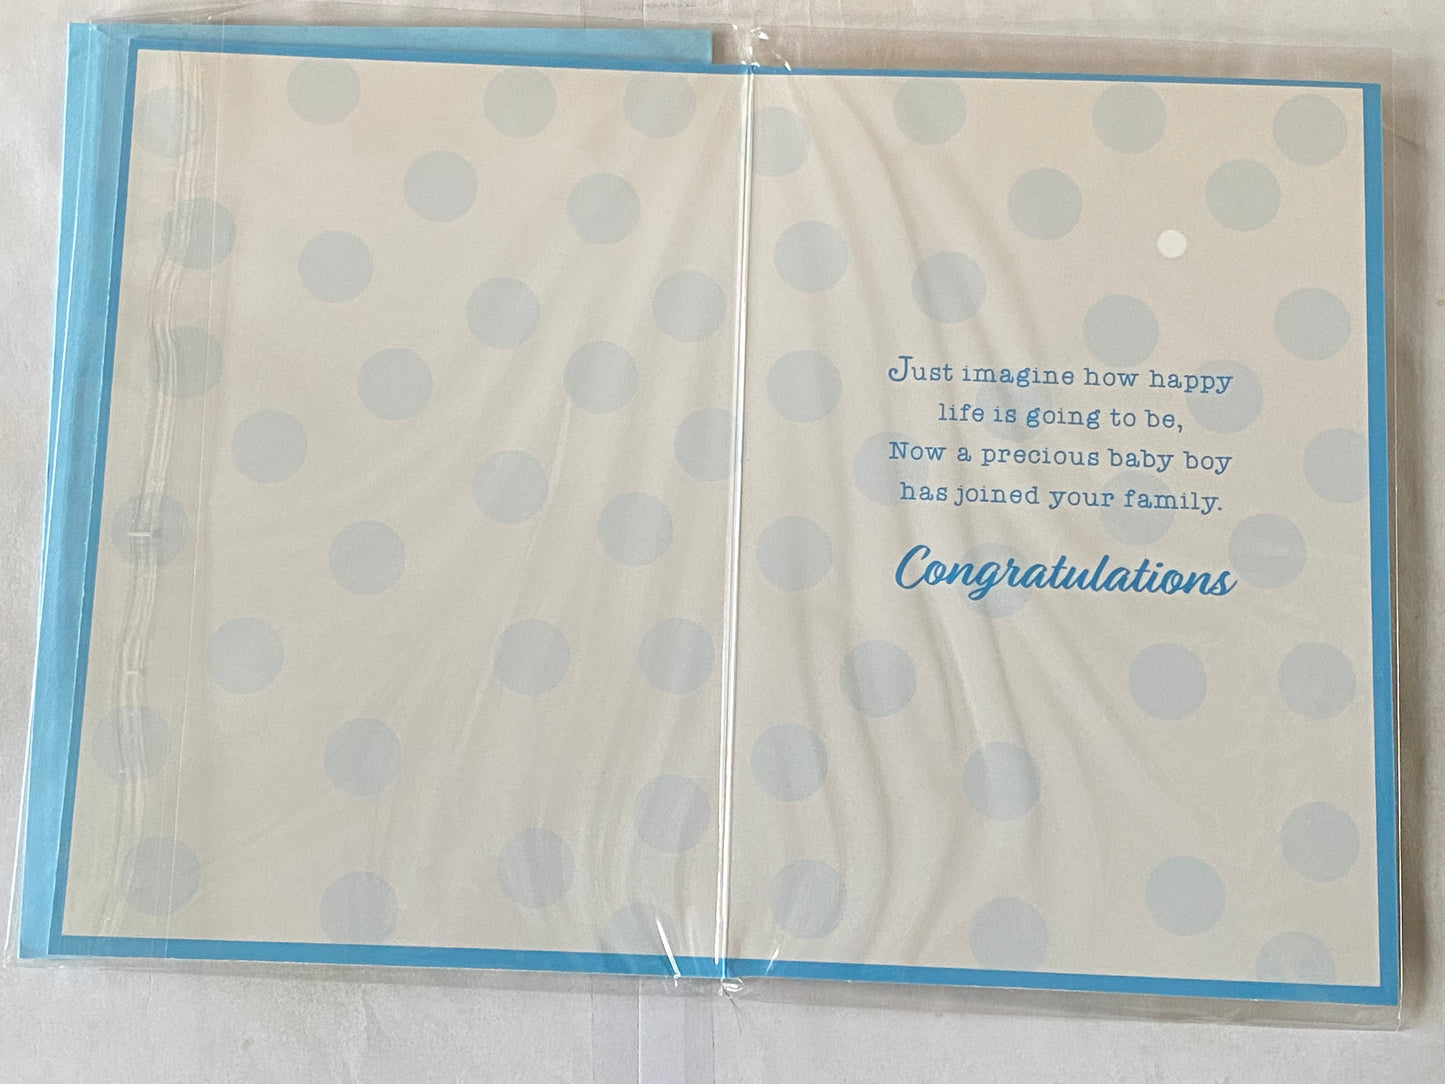 Just imagine how happy
life is going to be,
Now a precious baby boy
has joined your family.
Congratulations